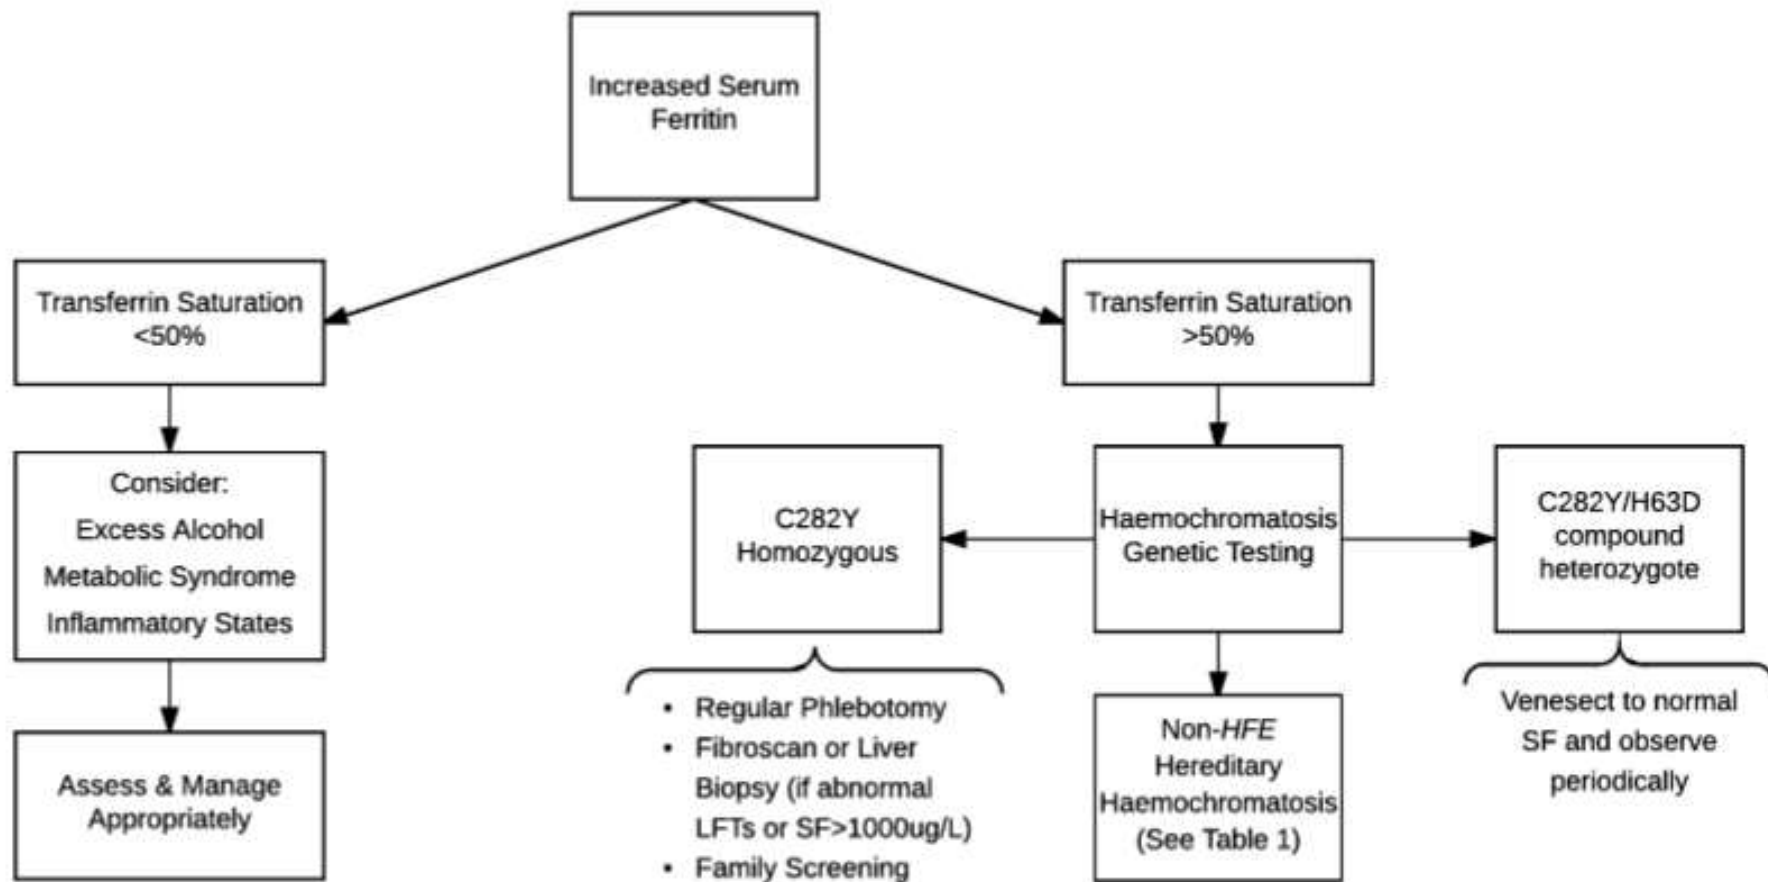 Increased Serum
Ferritin
Transferrin Saturation
<50%
Transferrin Saturation
>50%
Consider:
Excess Alcohol
Metabolic Syndrome
Inflammatory States
C282Y
Homozygous
Haemochromatosis
Genetic Testing
C282Y/H63D
compound
heterozygote
Assess & Manage
Appropriately
• Regular Phlebotomy
• Fibroscan or Liver
Biopsy (if abnormal
LFTs or SF>1000ug/L)
• Family Screening
Non-HFE
Hereditary
Haemochromatosis
(See Table 1)
Venesect to normal
SF and observe
periodically